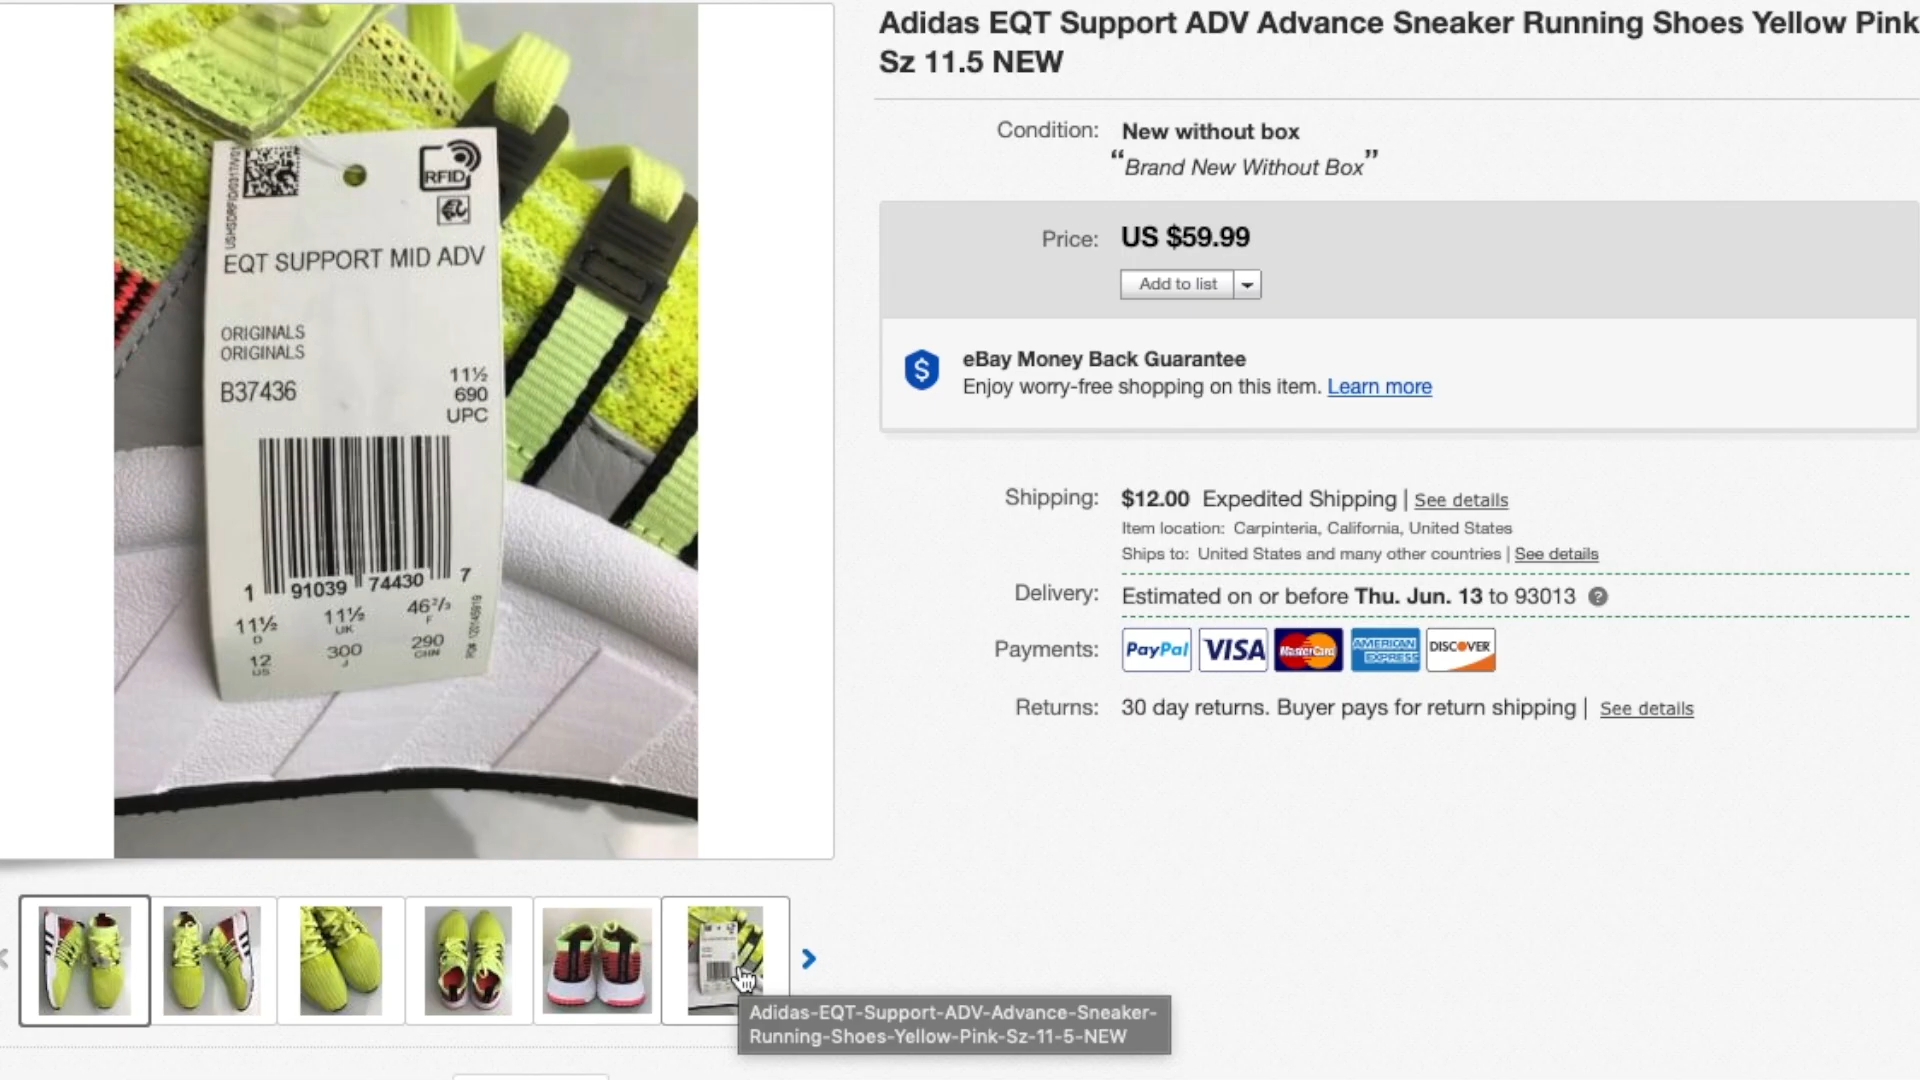 Adidas EQT Support ADV Advance Sneaker Running Shoes Yellow Pink
Sz 11.5 NEW
Condition: New without box
“Brand New Without Box”
Price: US $59.99
Add to list
$
eBay Money Back Guarantee
Enjoy worry-free shopping on this item. Learn more
Shipping: $12.00 Expedited Shipping | See details
Item location: Carpinteria, California, United States
Ships to: United States and many other countries | See details
Delivery: Estimated on or before Thu. Jun. 13 to 93013 ?
Payments: PayPal VISA MasterCard AMERICAN EXPRESS DISCOVER
Returns: 30 day returns. Buyer pays for return shipping | See details
RFID
EQT SUPPORT MID ADV
ORIGINALS
ORIGINALS
B37436
11½
690
UPC
1 91039 74430 7
11½ 11½ 46²/₃
D UK F
12 300 290
US J CHN
Adidas-EQT-Support-ADV-Advance-Sneaker-
Running-Shoes-Yellow-Pink-Sz-11-5-NEW